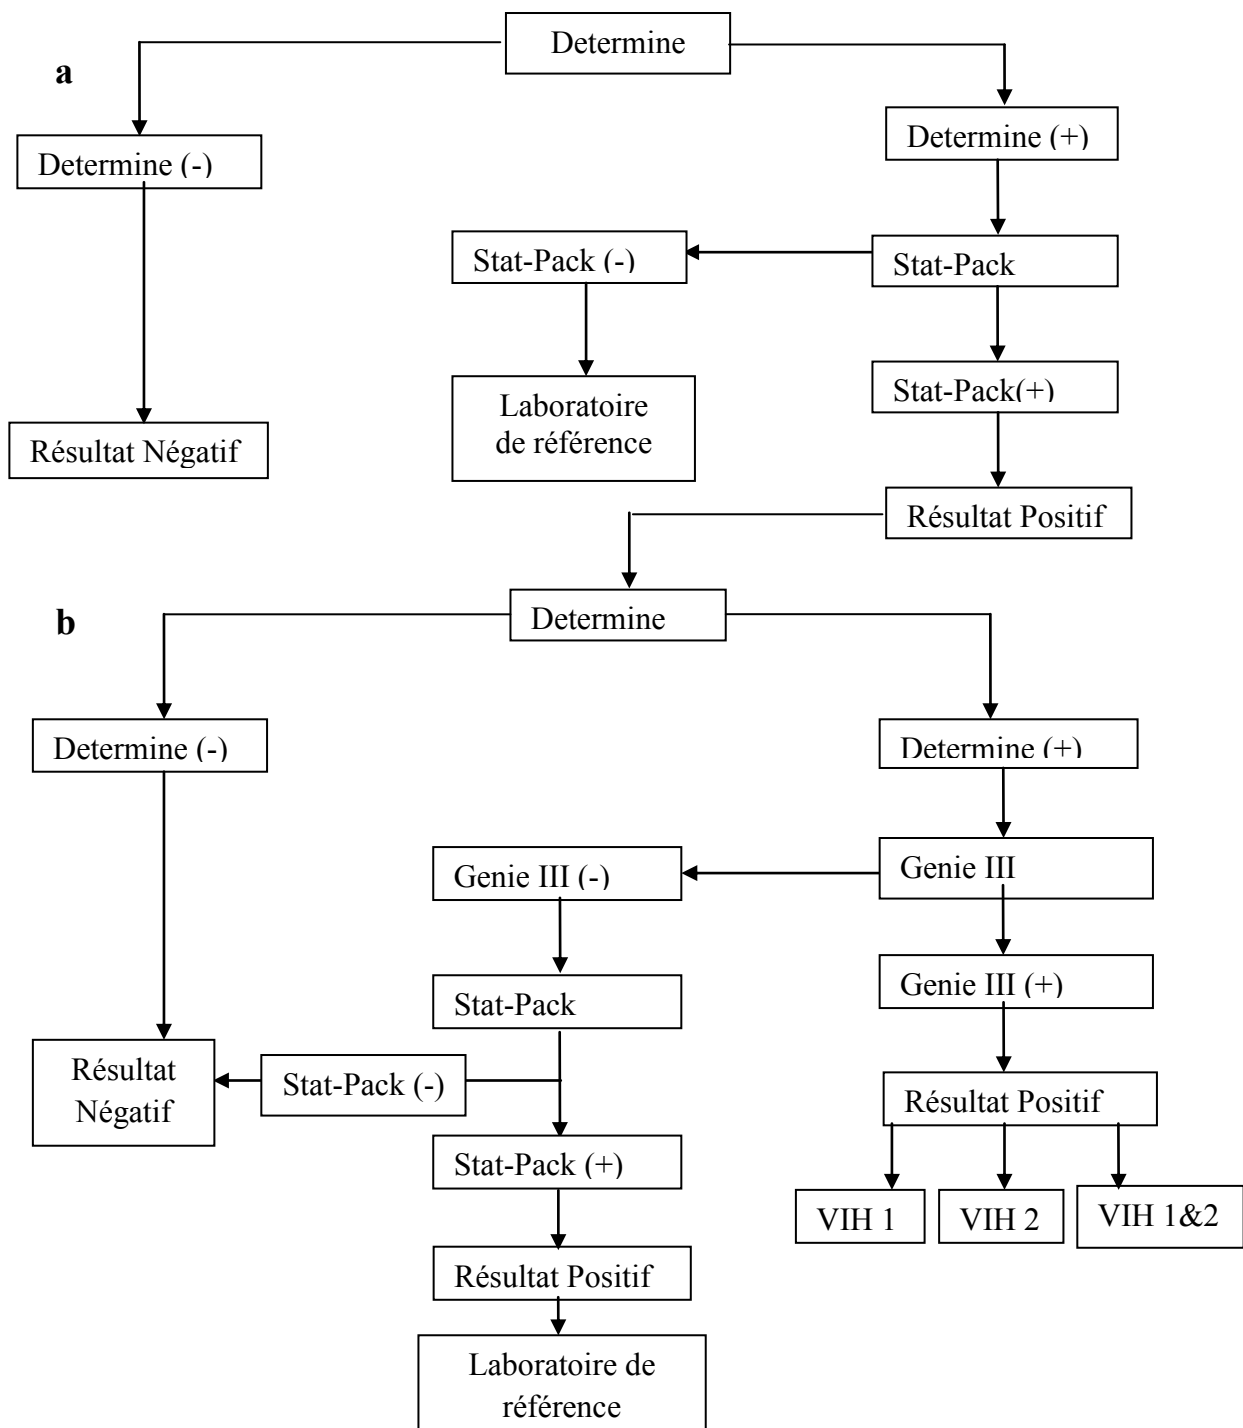 Determine
a
Determine (+)
Determine (-)
Stat-Pack (-)
Stat-Pack
Stat-Pack(+)
Laboratoire
de référence
Résultat Négatif
Résultat Positif
Determine
b
Determine (-)
Determine (+)
Genie III (-)
Genie III
Genie III (+)
Stat-Pack
Résultat
Négatif
Stat-Pack (-)
Résultat Positif
Stat-Pack (+)
VIH 1
VIH 2
VIH 1&2
Résultat Positif
Laboratoire de
référence